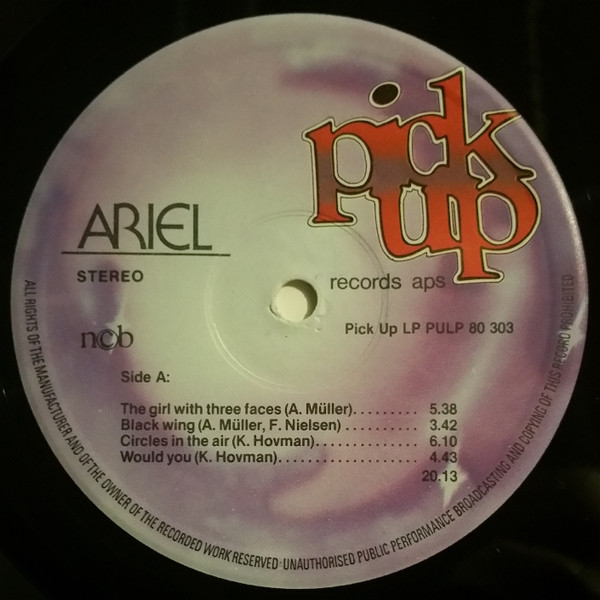 pick up
ARIEL
STEREO
records aps
ncb
Pick Up LP PULP 80 303
Side A:
The girl with three faces (A. Müller)......... 5.38
Black wing (A. Müller, F. Nielsen) .......... 3.42
Circles in the air (K. Hovman)............. 6.10
Would you (K. Hovman).................. 4.43
20.13
ALL RIGHTS OF THE MANUFACTURER AND OF THE OWNER OF THE RECORDED WORK RESERVED · UNAUTHORISED PUBLIC PERFORMANCE BROADCASTING AND COPYING OF THIS RECORD PROHIBITED